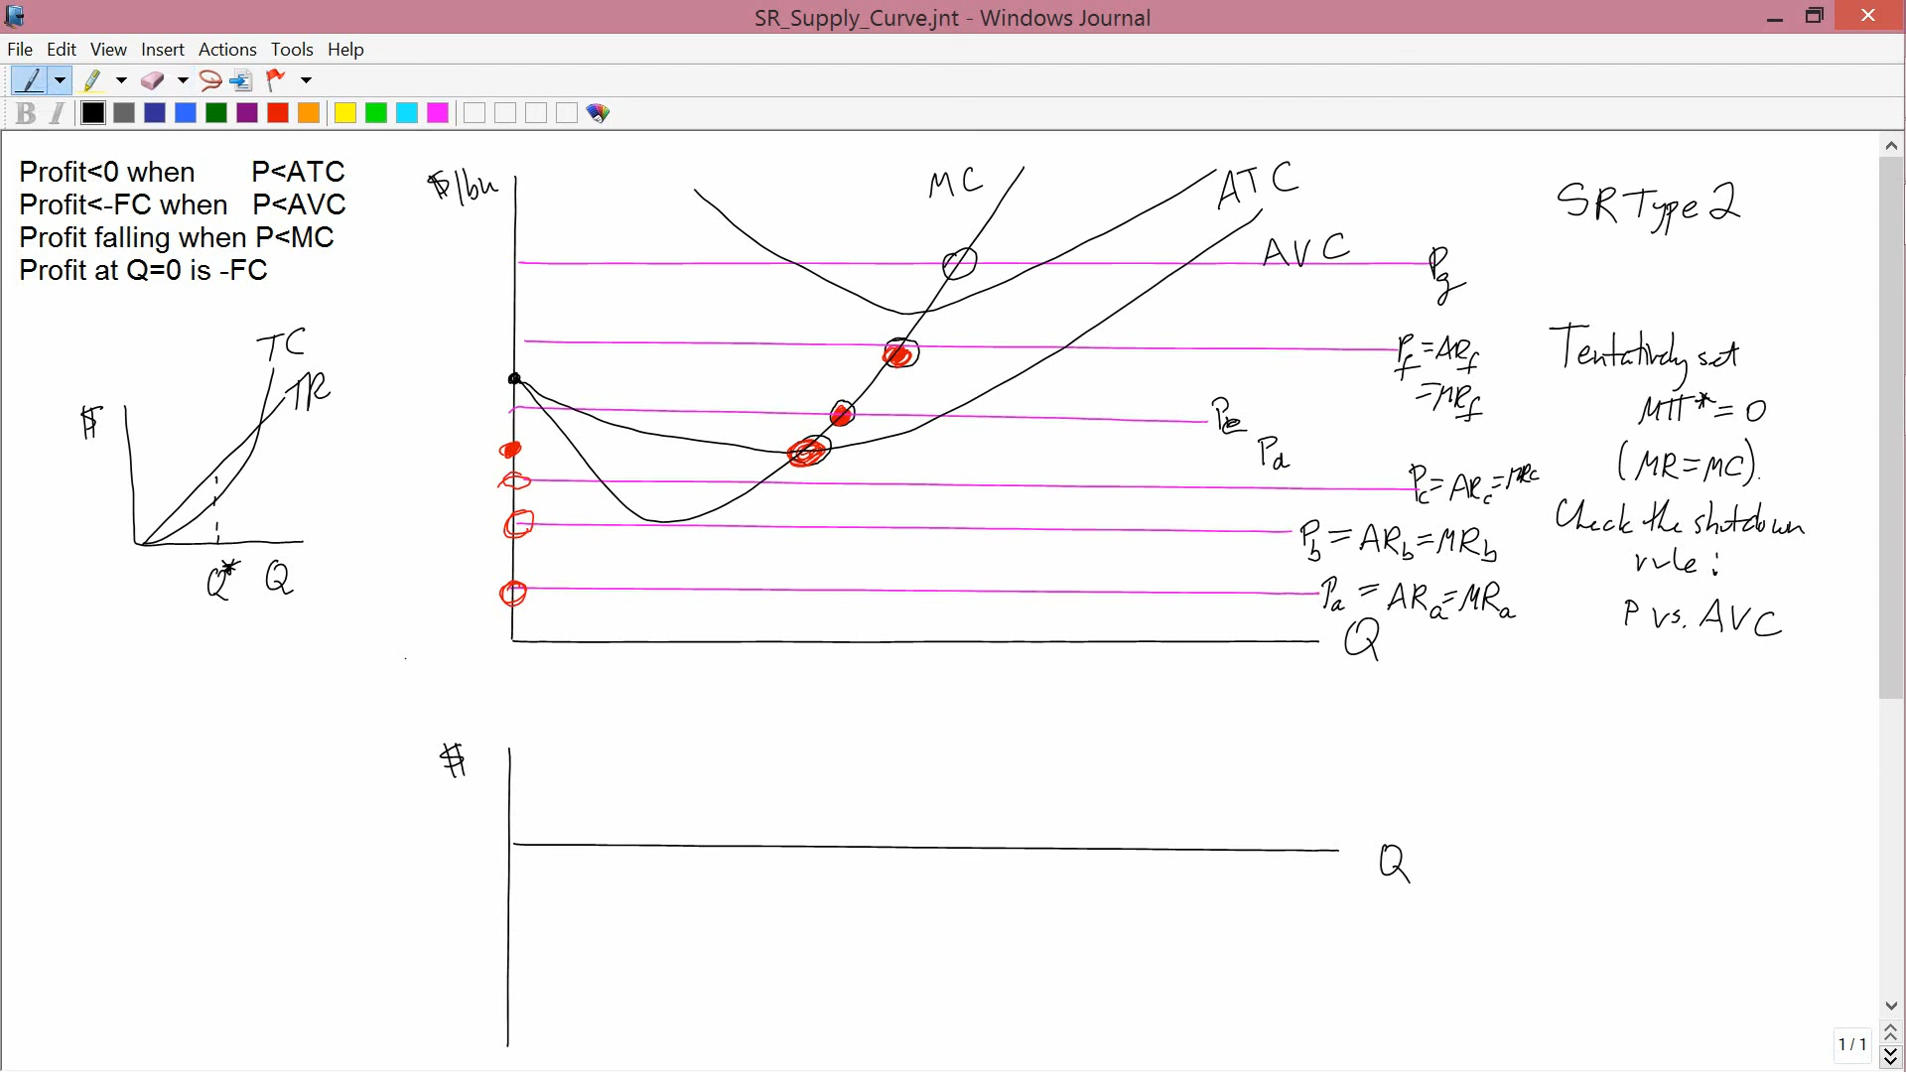 SR_Supply_Curve.jnt - Windows Journal
File Edit View Insert Actions Tools Help
B I
Profit<0 when P<ATC
Profit<-FC when P<AVC
Profit falling when P<MC
Profit at Q=0 is -FC
TC
TR
$
Q* Q
$/bu
MC
ATC
AVC
Pg
Pf = ARf
= MRf
Pe
Pd
Pc = ARc = MRc
Pb = ARb = MRb
Pa = ARa = MRa
Q
SR Type 2
Tentatively set
MΠ* = 0
(MR = MC).
Check the shutdown
rule:
P vs. AVC
$
Q
1 / 1